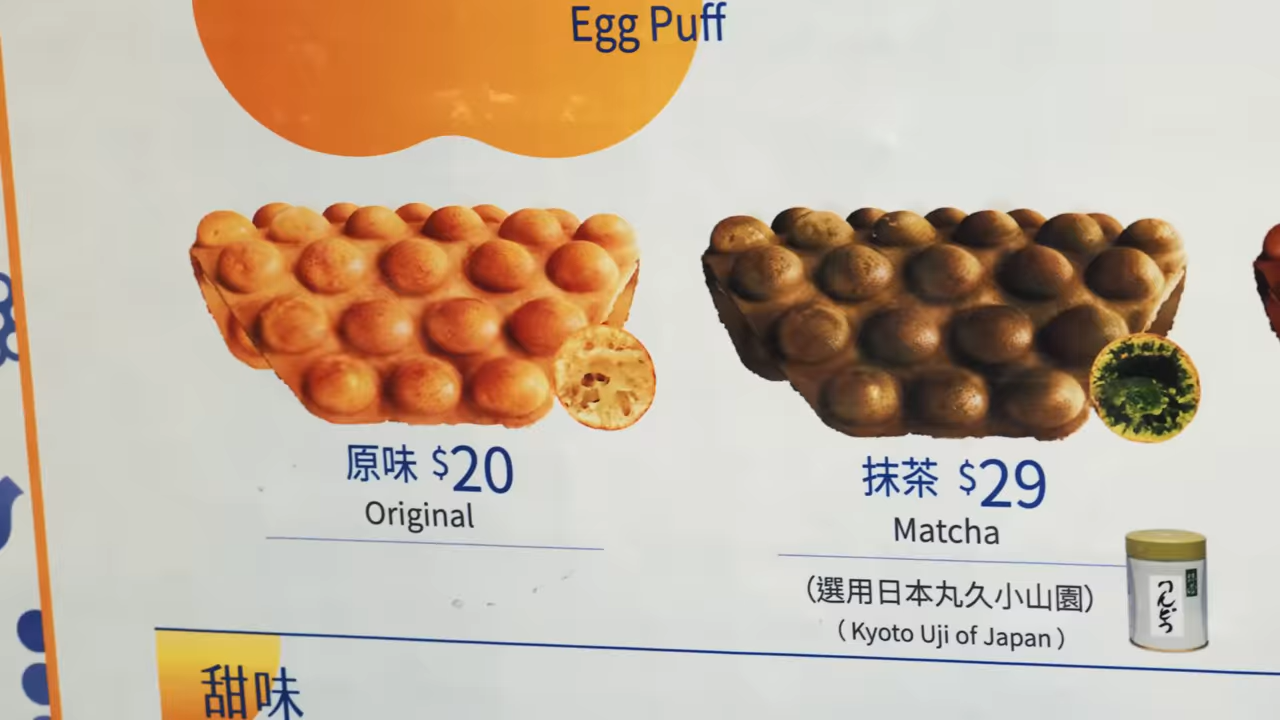 Egg Puff
原味 $20
Original
抹茶 $29
Matcha
(選用日本丸久小山園)
( Kyoto Uji of Japan )
甜味